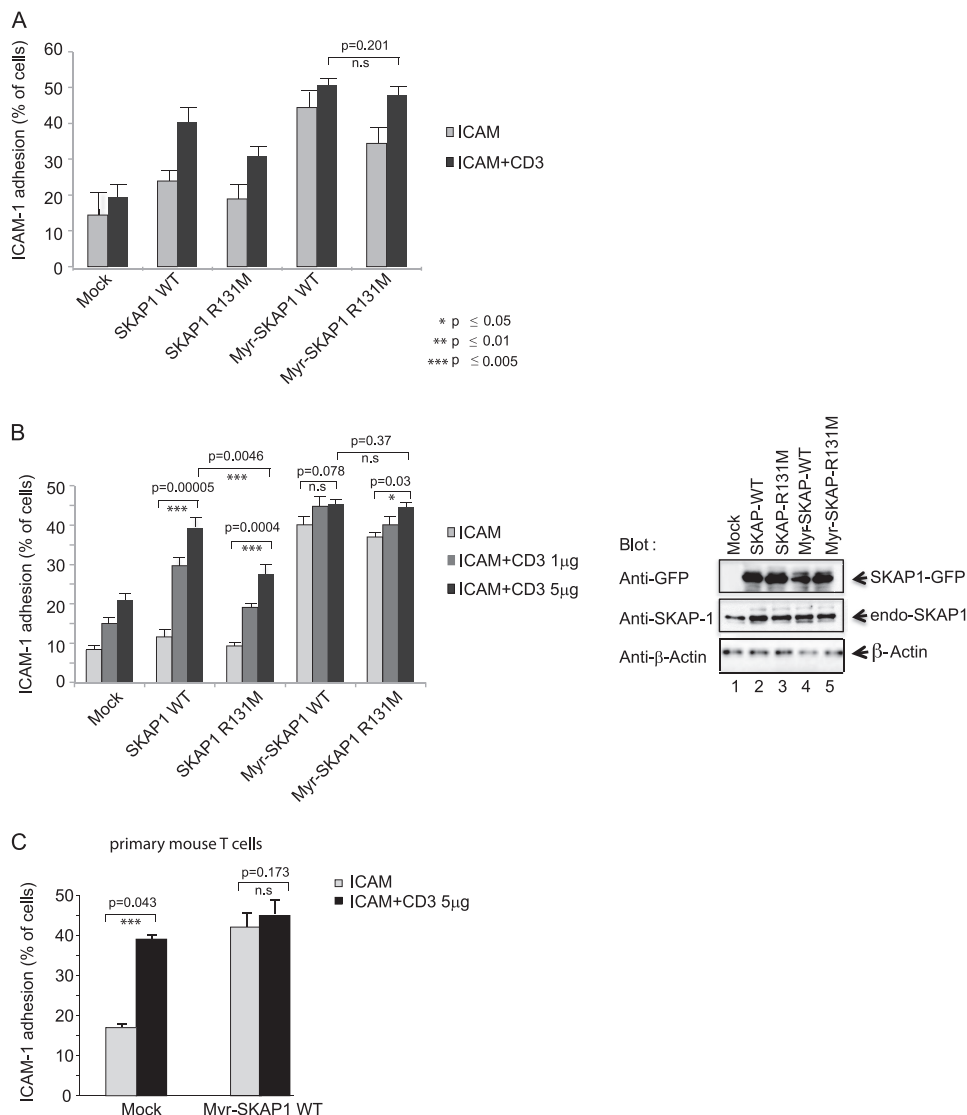 A
ICAM-1 adhesion (% of cells)
60
50
40
30
20
10
0
p=0.201
n.s
ICAM
ICAM+CD3
Mock
SKAP1 WT
SKAP1 R131M
Myr-SKAP1 WT
Myr-SKAP1 R131M
* p ≤ 0.05
** p ≤ 0.01
*** p ≤ 0.005
B
ICAM-1 adhesion (% of cells)
50
40
30
20
10
0
p=0.00005
***
p=0.0046
***
p=0.0004
***
p=0.078
n.s
p=0.37
n.s
p=0.03
*
ICAM
ICAM+CD3 1µg
ICAM+CD3 5µg
Mock
SKAP1 WT
SKAP1 R131M
Myr-SKAP1 WT
Myr-SKAP1 R131M
Mock
SKAP-WT
SKAP-R131M
Myr-SKAP-WT
Myr-SKAP-R131M
Blot :
Anti-GFP
SKAP1-GFP
Anti-SKAP-1
endo-SKAP1
Anti-β-Actin
β-Actin
1 2 3 4 5
C
primary mouse T cells
ICAM-1 adhesion (% of cells)
50
40
30
20
10
0
p=0.043
***
p=0.173
n.s
ICAM
ICAM+CD3 5µg
Mock
Myr-SKAP1 WT